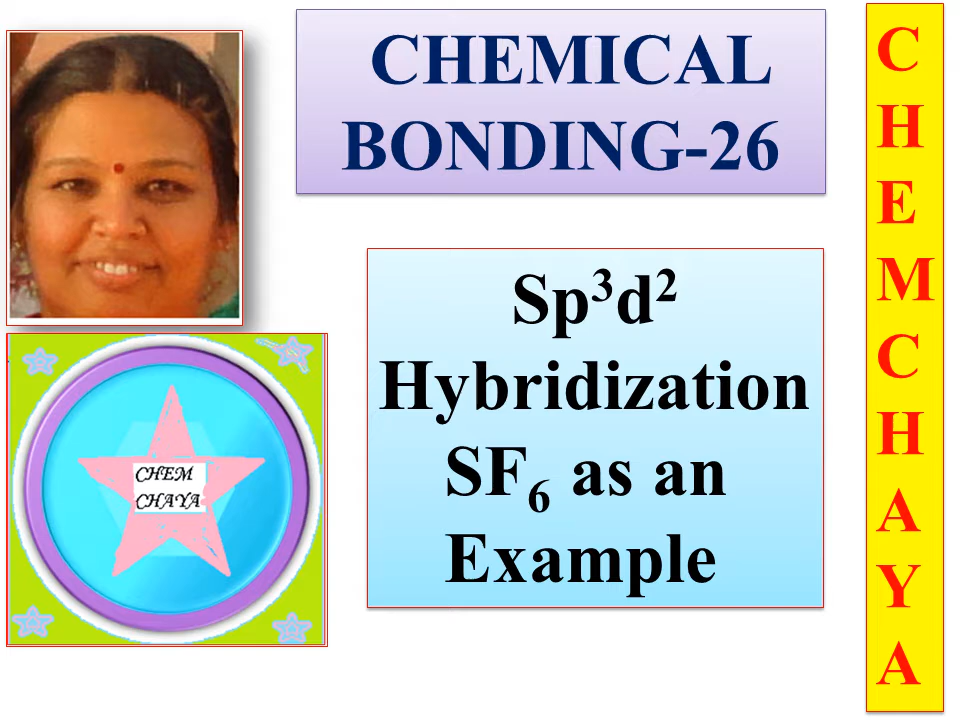 CHEMICAL
BONDING-26
Sp³d²
Hybridization
SF₆ as an
Example
CHEM
CHAYA
C
H
E
M
C
H
A
Y
A